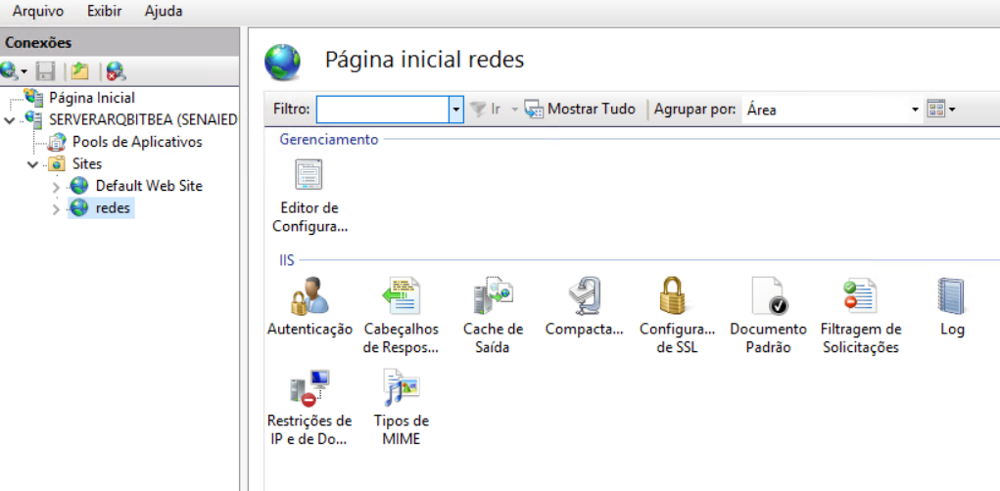 Arquivo Exibir Ajuda
Conexões
Página Inicial
SERVERARQBITBEA (SENAIED
Pools de Aplicativos
Sites
Default Web Site
redes
Página inicial redes
Filtro: Ir Mostrar Tudo Agrupar por: Área
Gerenciamento
Editor de
Configura...
IIS
Autenticação Cabeçalhos Cache de Compacta... Configura... Documento Filtragem de Log
de Respos... Saída de SSL Padrão Solicitações
Restrições de Tipos de
IP e de Do... MIME